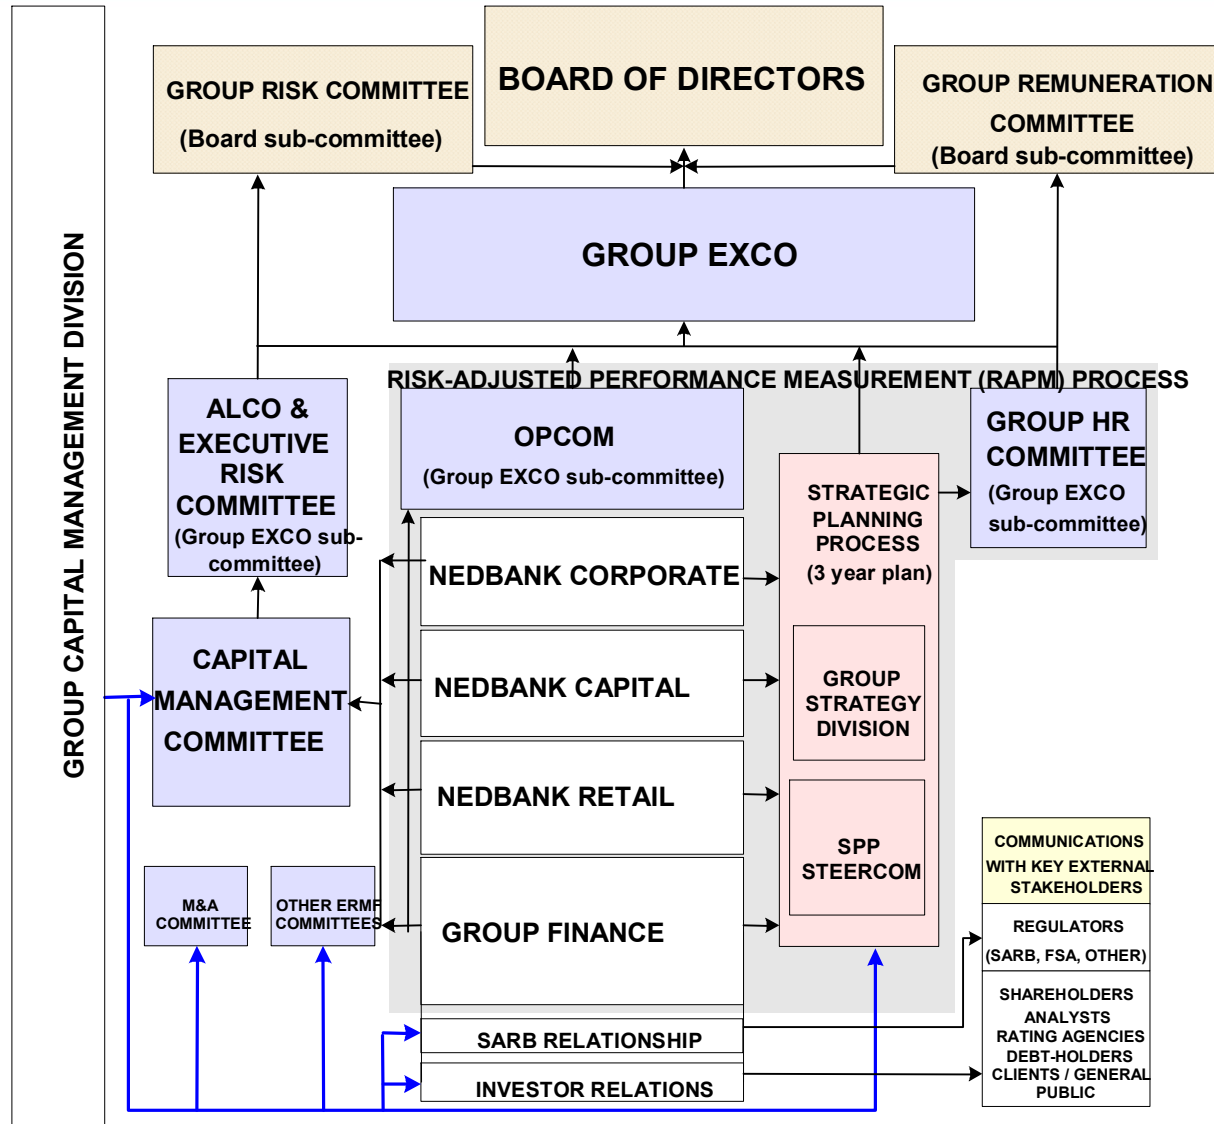 GROUP CAPITAL MANAGEMENT DIVISION
GROUP RISK COMMITTEE
(Board sub-committee)
BOARD OF DIRECTORS
GROUP REMUNERATION
COMMITTEE
(Board sub-committee)
GROUP EXCO
RISK-ADJUSTED PERFORMANCE MEASUREMENT (RAPM) PROCESS
ALCO &
EXECUTIVE
RISK
COMMITTEE
(Group EXCO sub-
committee)
OPCOM
(Group EXCO sub-committee)
STRATEGIC
PLANNING
PROCESS
(3 year plan)
GROUP HR
COMMITTEE
(Group EXCO
sub-committee)
NEDBANK CORPORATE
CAPITAL
MANAGEMENT
COMMITTEE
NEDBANK CAPITAL
GROUP
STRATEGY
DIVISION
NEDBANK RETAIL
SPP
STEERCOM
M&A
COMMITTEE
OTHER ERMF
COMMITTEES
GROUP FINANCE
SARB RELATIONSHIP
INVESTOR RELATIONS
COMMUNICATIONS
WITH KEY EXTERNAL
STAKEHOLDERS
REGULATORS
(SARB, FSA, OTHER)
SHAREHOLDERS
ANALYSTS
RATING AGENCIES
DEBT-HOLDERS
CLIENTS / GENERAL
PUBLIC